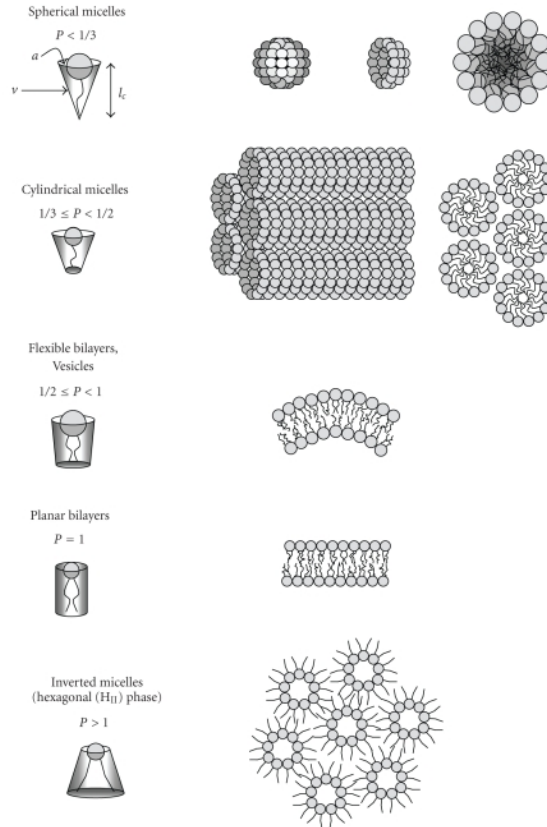 Spherical micelles
P < 1/3
a
v
l_c
Cylindrical micelles
1/3 ≤ P < 1/2
Flexible bilayers,
Vesicles
1/2 ≤ P < 1
Planar bilayers
P = 1
Inverted micelles
(hexagonal (H_II) phase)
P > 1